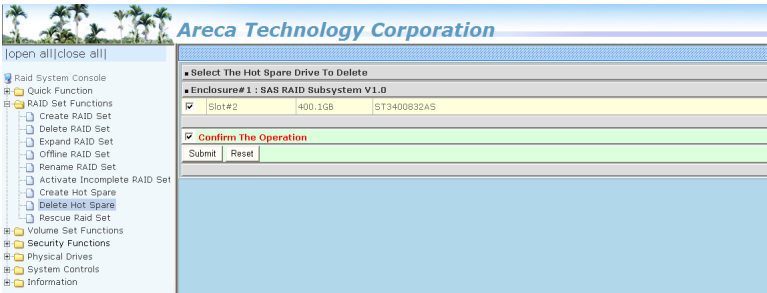 Areca Technology Corporation
|open all|close all|
Raid System Console
Quick Function
RAID Set Functions
Create RAID Set
Delete RAID Set
Expand RAID Set
Offline RAID Set
Rename RAID Set
Activate Incomplete RAID Set
Create Hot Spare
Delete Hot Spare
Rescue Raid Set
Volume Set Functions
Security Functions
Physical Drives
System Controls
Information
Select The Hot Spare Drive To Delete
Enclosure#1 : SAS RAID Subsystem V1.0
Slot#2 400.1GB ST3400832AS
Confirm The Operation
Submit Reset